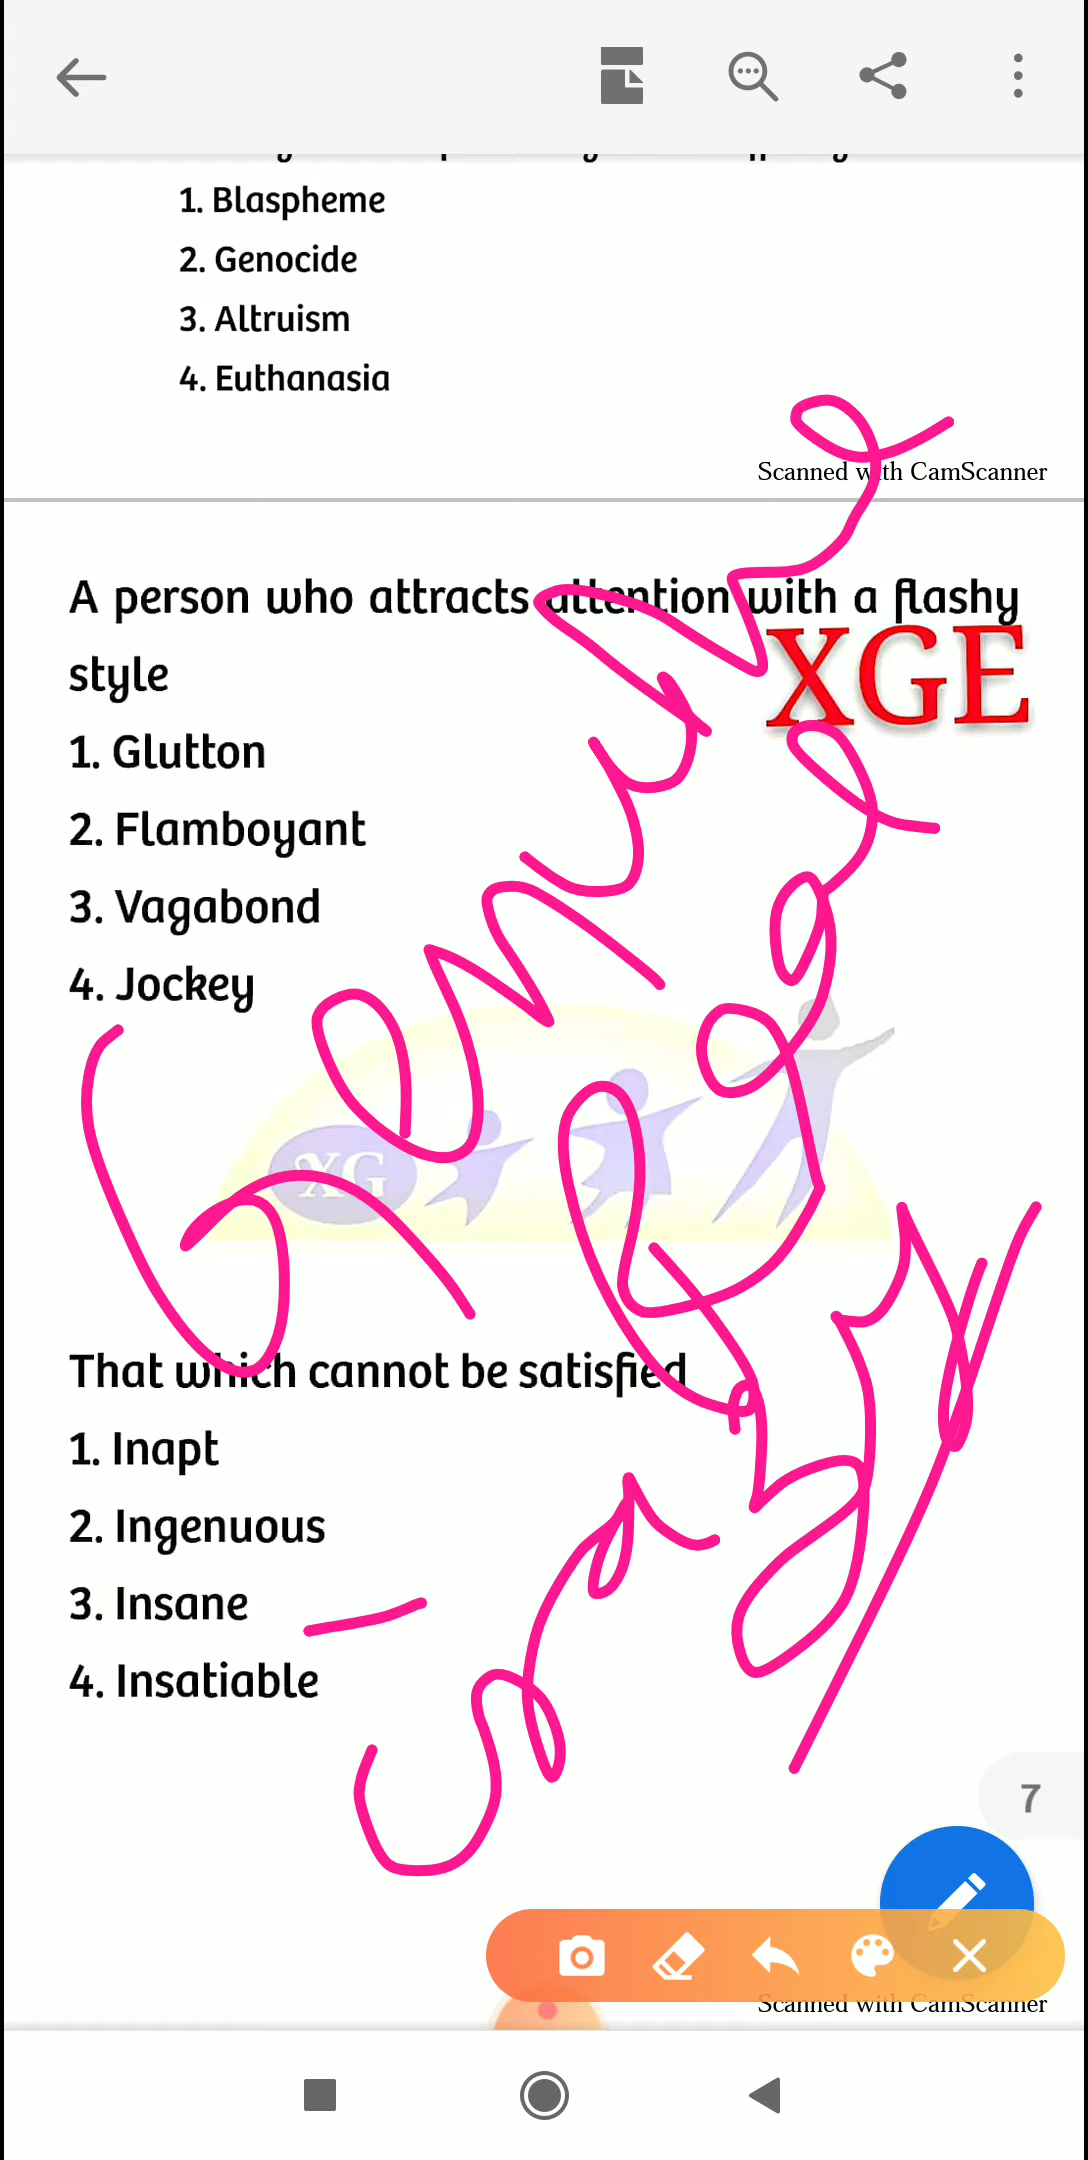 1. Blaspheme
2. Genocide
3. Altruism
4. Euthanasia
Scanned with CamScanner
A person who attracts attention with a flashy
style
XGE
1. Glutton
2. Flamboyant
3. Vagabond
4. Jockey
Genuine
XG
That which cannot be satisfied
1. Inapt
2. Ingenuous
3. Insane
4. Insatiable
7
Scanned with CamScanner